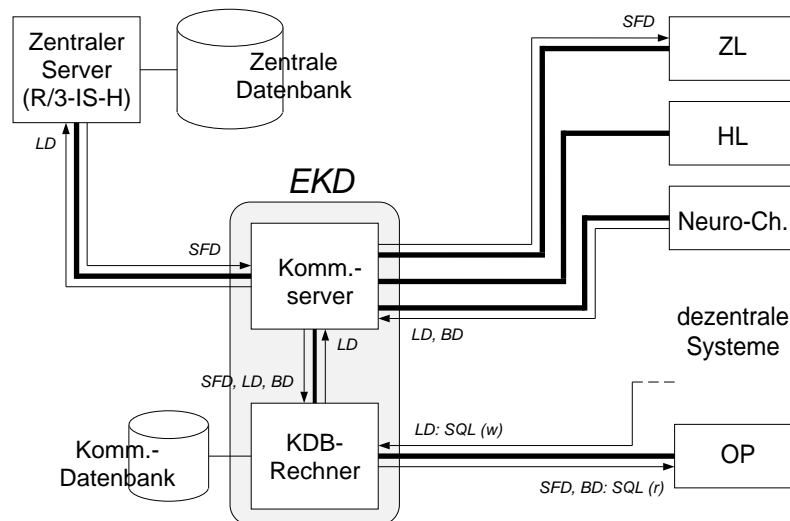 Zentraler
Server
(R/3-IS-H)
Zentrale
Datenbank
SFD
ZL
LD
HL
EKD
Neuro-Ch.
SFD
Komm.-
server
LD, BD
dezentrale
Systeme
LD
SFD, LD, BD
LD: SQL (w)
Komm.-
Datenbank
KDB-
Rechner
OP
SFD, BD: SQL (r)